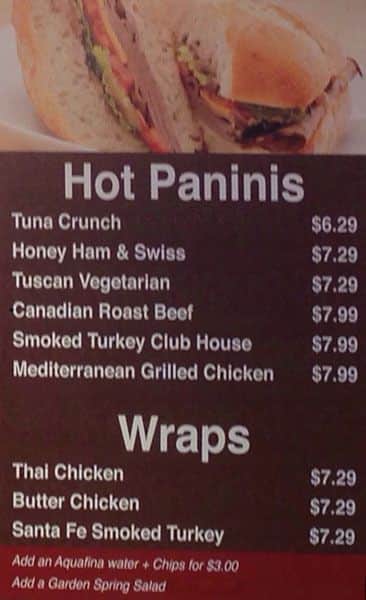 Hot Paninis
Tuna Crunch $6.29
Honey Ham & Swiss $7.29
Tuscan Vegetarian $7.29
Canadian Roast Beef $7.99
Smoked Turkey Club House $7.99
Mediterranean Grilled Chicken $7.99
Wraps
Thai Chicken $7.29
Butter Chicken $7.29
Santa Fe Smoked Turkey $7.29
Add an Aquafina water + Chips for $3.00
Add a Garden Spring Salad